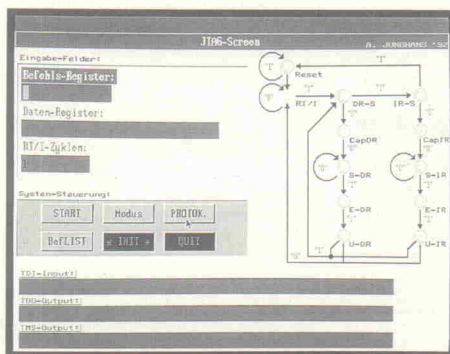 JTAG-Screen
A. JUNGHANS '92
Eingabe-Felder:
Befehls-Register:
Daten-Register:
RT/I-Zyklen:
System-Steuerung:
START
Modus
PROTOK.
BefLIST
* INIT *
QUIT
TDI-Input:
TDO-Output:
TMS-Output:
Reset
RT/I
DR-S
IR-S
CapDR
CapIR
S-DR
S-IR
E-DR
E-IR
U-DR
U-IR